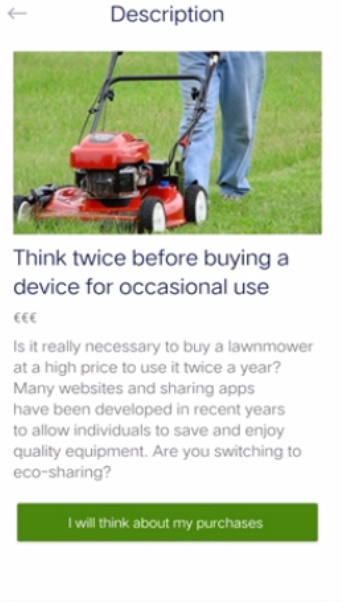 Description
Think twice before buying a
device for occasional use
€€€
Is it really necessary to buy a lawnmower
at a high price to use it twice a year?
Many websites and sharing apps
have been developed in recent years
to allow individuals to save and enjoy
quality equipment. Are you switching to
eco-sharing?
I will think about my purchases